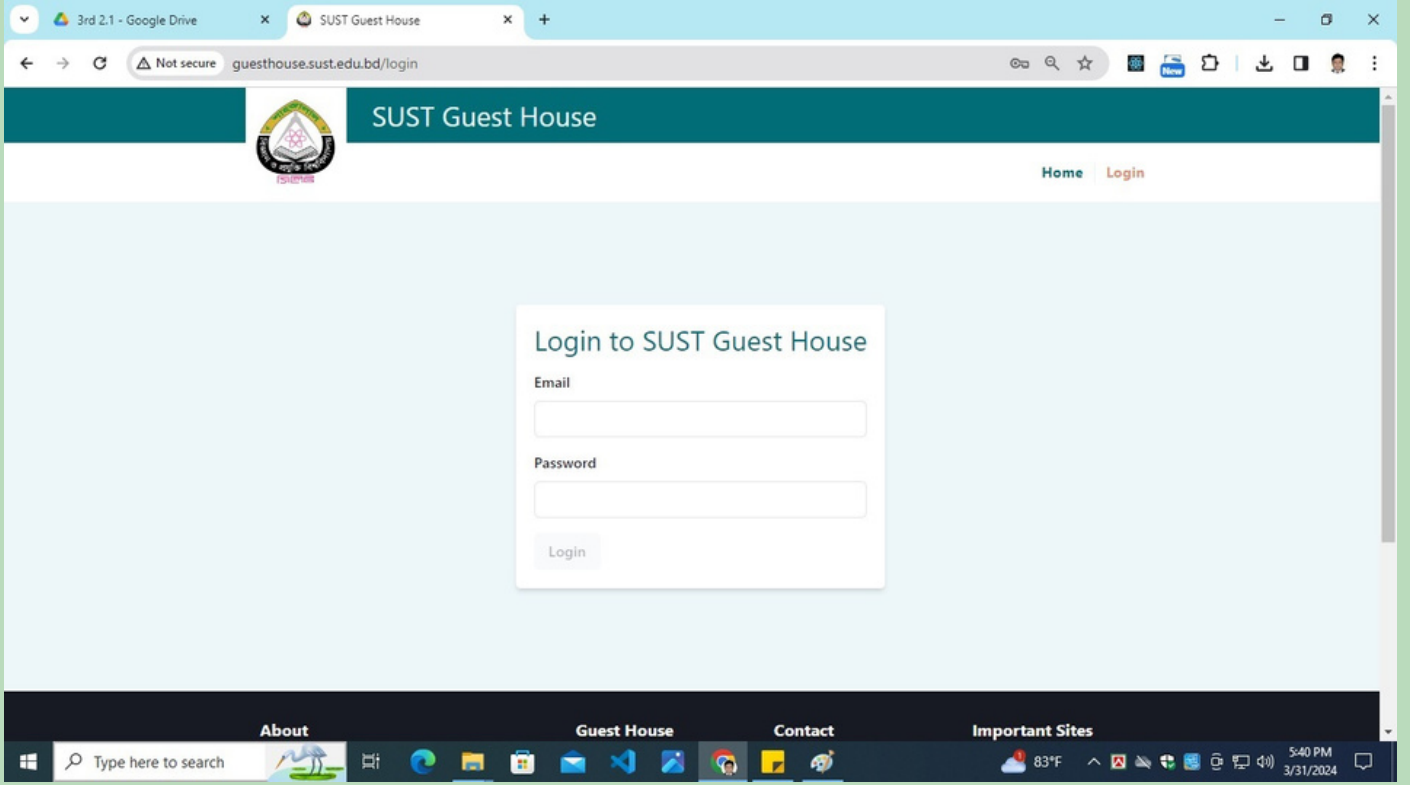 3rd 2.1 - Google Drive
SUST Guest House
Not secure
guesthouse.sust.edu.bd/login
New
SUST Guest House
Home
Login
Login to SUST Guest House
Email
Password
Login
About
Guest House
Contact
Important Sites
Type here to search
83°F
5:40 PM
3/31/2024